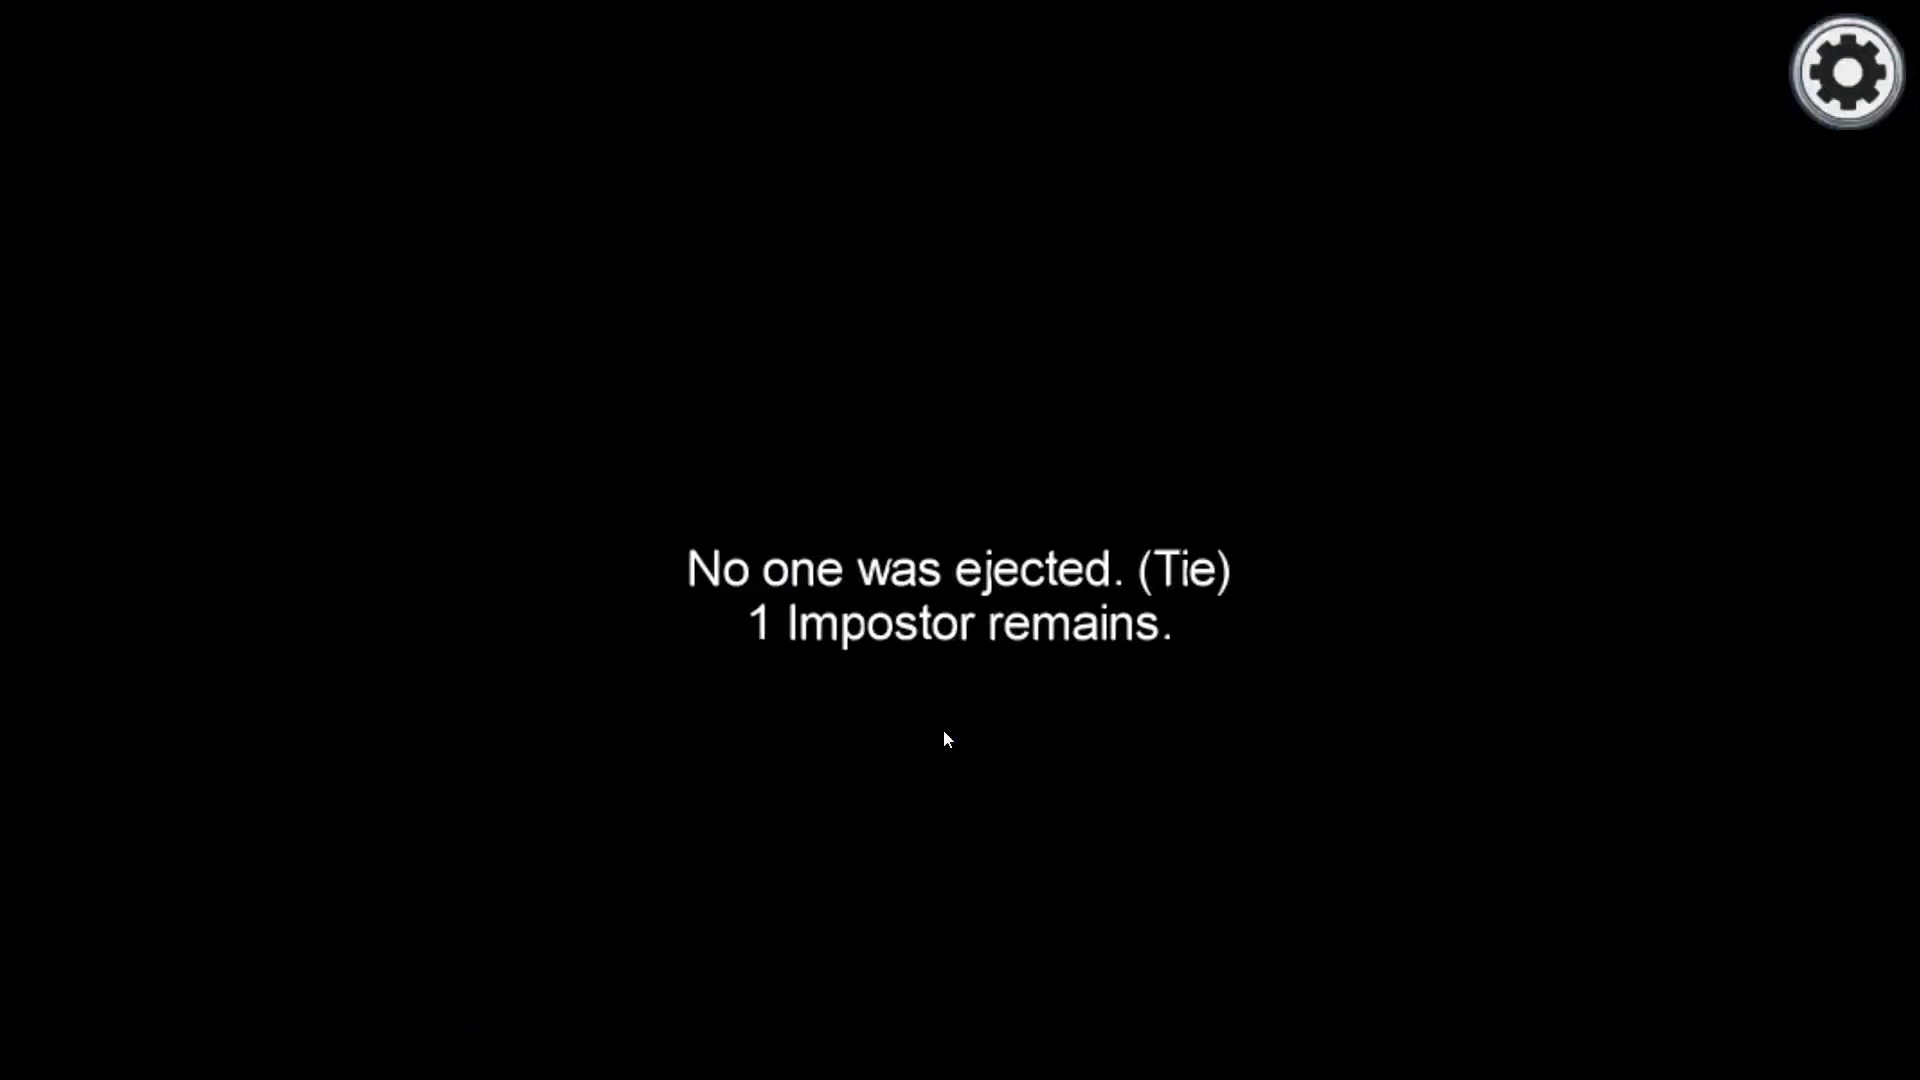 No one was ejected. (Tie)
1 Impostor remains.